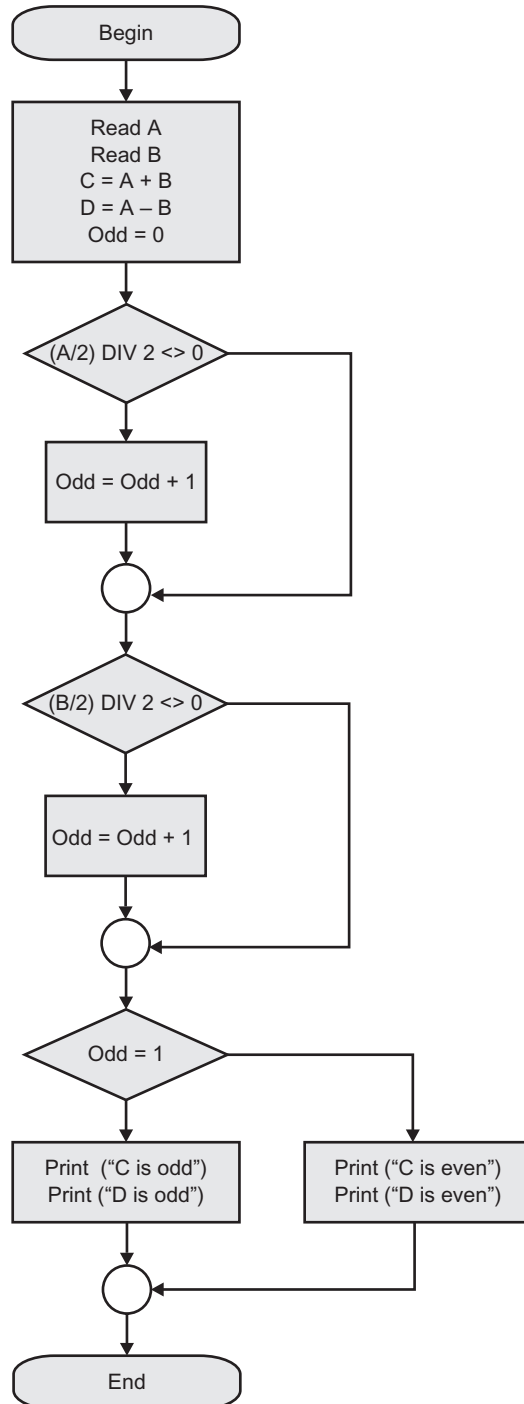 Begin
Read A
Read B
C = A + B
D = A – B
Odd = 0
(A/2) DIV 2 <> 0
Odd = Odd + 1
(B/2) DIV 2 <> 0
Odd = Odd + 1
Odd = 1
Print (“C is odd”)
Print (“D is odd”)
Print (“C is even”)
Print (“D is even”)
End